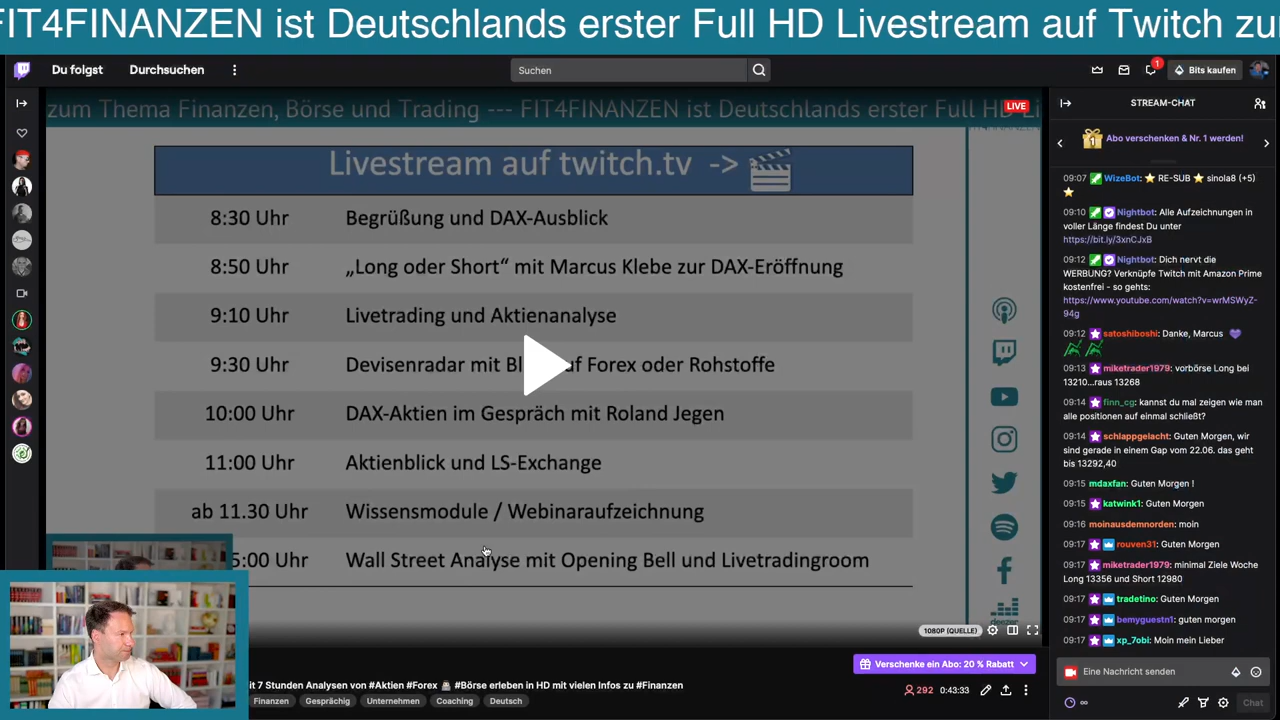 FIT4FINANZEN ist Deutschlands erster Full HD Livestream auf Twitch zu
Du folgst
Durchsuchen
Suchen
1
Bits kaufen
zum Thema Finanzen, Börse und Trading --- FIT4FINANZEN ist Deutschlands erster Full HD Li
LIVE
Livestream auf twitch.tv ->
8:30 Uhr Begrüßung und DAX-Ausblick
8:50 Uhr „Long oder Short“ mit Marcus Klebe zur DAX-Eröffnung
9:10 Uhr Livetrading und Aktienanalyse
9:30 Uhr Devisenradar mit Bl auf Forex oder Rohstoffe
10:00 Uhr DAX-Aktien im Gespräch mit Roland Jegen
11:00 Uhr Aktienblick und LS-Exchange
ab 11.30 Uhr Wissensmodule / Webinaraufzeichnung
5:00 Uhr Wall Street Analyse mit Opening Bell und Livetradingroom
deezer
1080P (QUELLE)
Verschenke ein Abo: 20 % Rabatt
it 7 Stunden Analysen von #Aktien #Forex #Börse erleben in HD mit vielen Infos zu #Finanzen
292 0:43:33
Finanzen Gesprächig Unternehmen Coaching Deutsch
STREAM-CHAT
1
Abo verschenken & Nr. 1 werden!
09:07 WizeBot: RE-SUB sinola8 (+5)
09:10 Nightbot: Alle Aufzeichnungen in
voller Länge findest Du unter
https://bit.ly/3xnCJxB
09:12 Nightbot: Dich nervt die
WERBUNG? Verknüpfe Twitch mit Amazon Prime
kostenfrei - so gehts:
https://www.youtube.com/watch?v=wrMSWyZ-
94g
09:12 satoshiboshi: Danke, Marcus
09:13 miketrader1979: vorbörse Long bei
13210...raus 13268
09:14 finn_cg: kannst du mal zeigen wie man
alle positionen auf einmal schließt?
09:14 schlappgelacht: Guten Morgen, wir
sind gerade in einem Gap vom 22.06. das geht
bis 13292,40
09:15 mdaxfan: Guten Morgen !
09:15 katwink1: Guten Morgen
09:16 moinausdemnorden: moin
09:17 rouven31: Guten Morgen
09:17 miketrader1979: minimal Ziele Woche
Long 13356 und Short 12980
09:17 tradetino: Guten Morgen
09:17 bemyguestn1: guten morgen
09:17 xp_7obi: Moin mein Lieber
Eine Nachricht senden
Chat